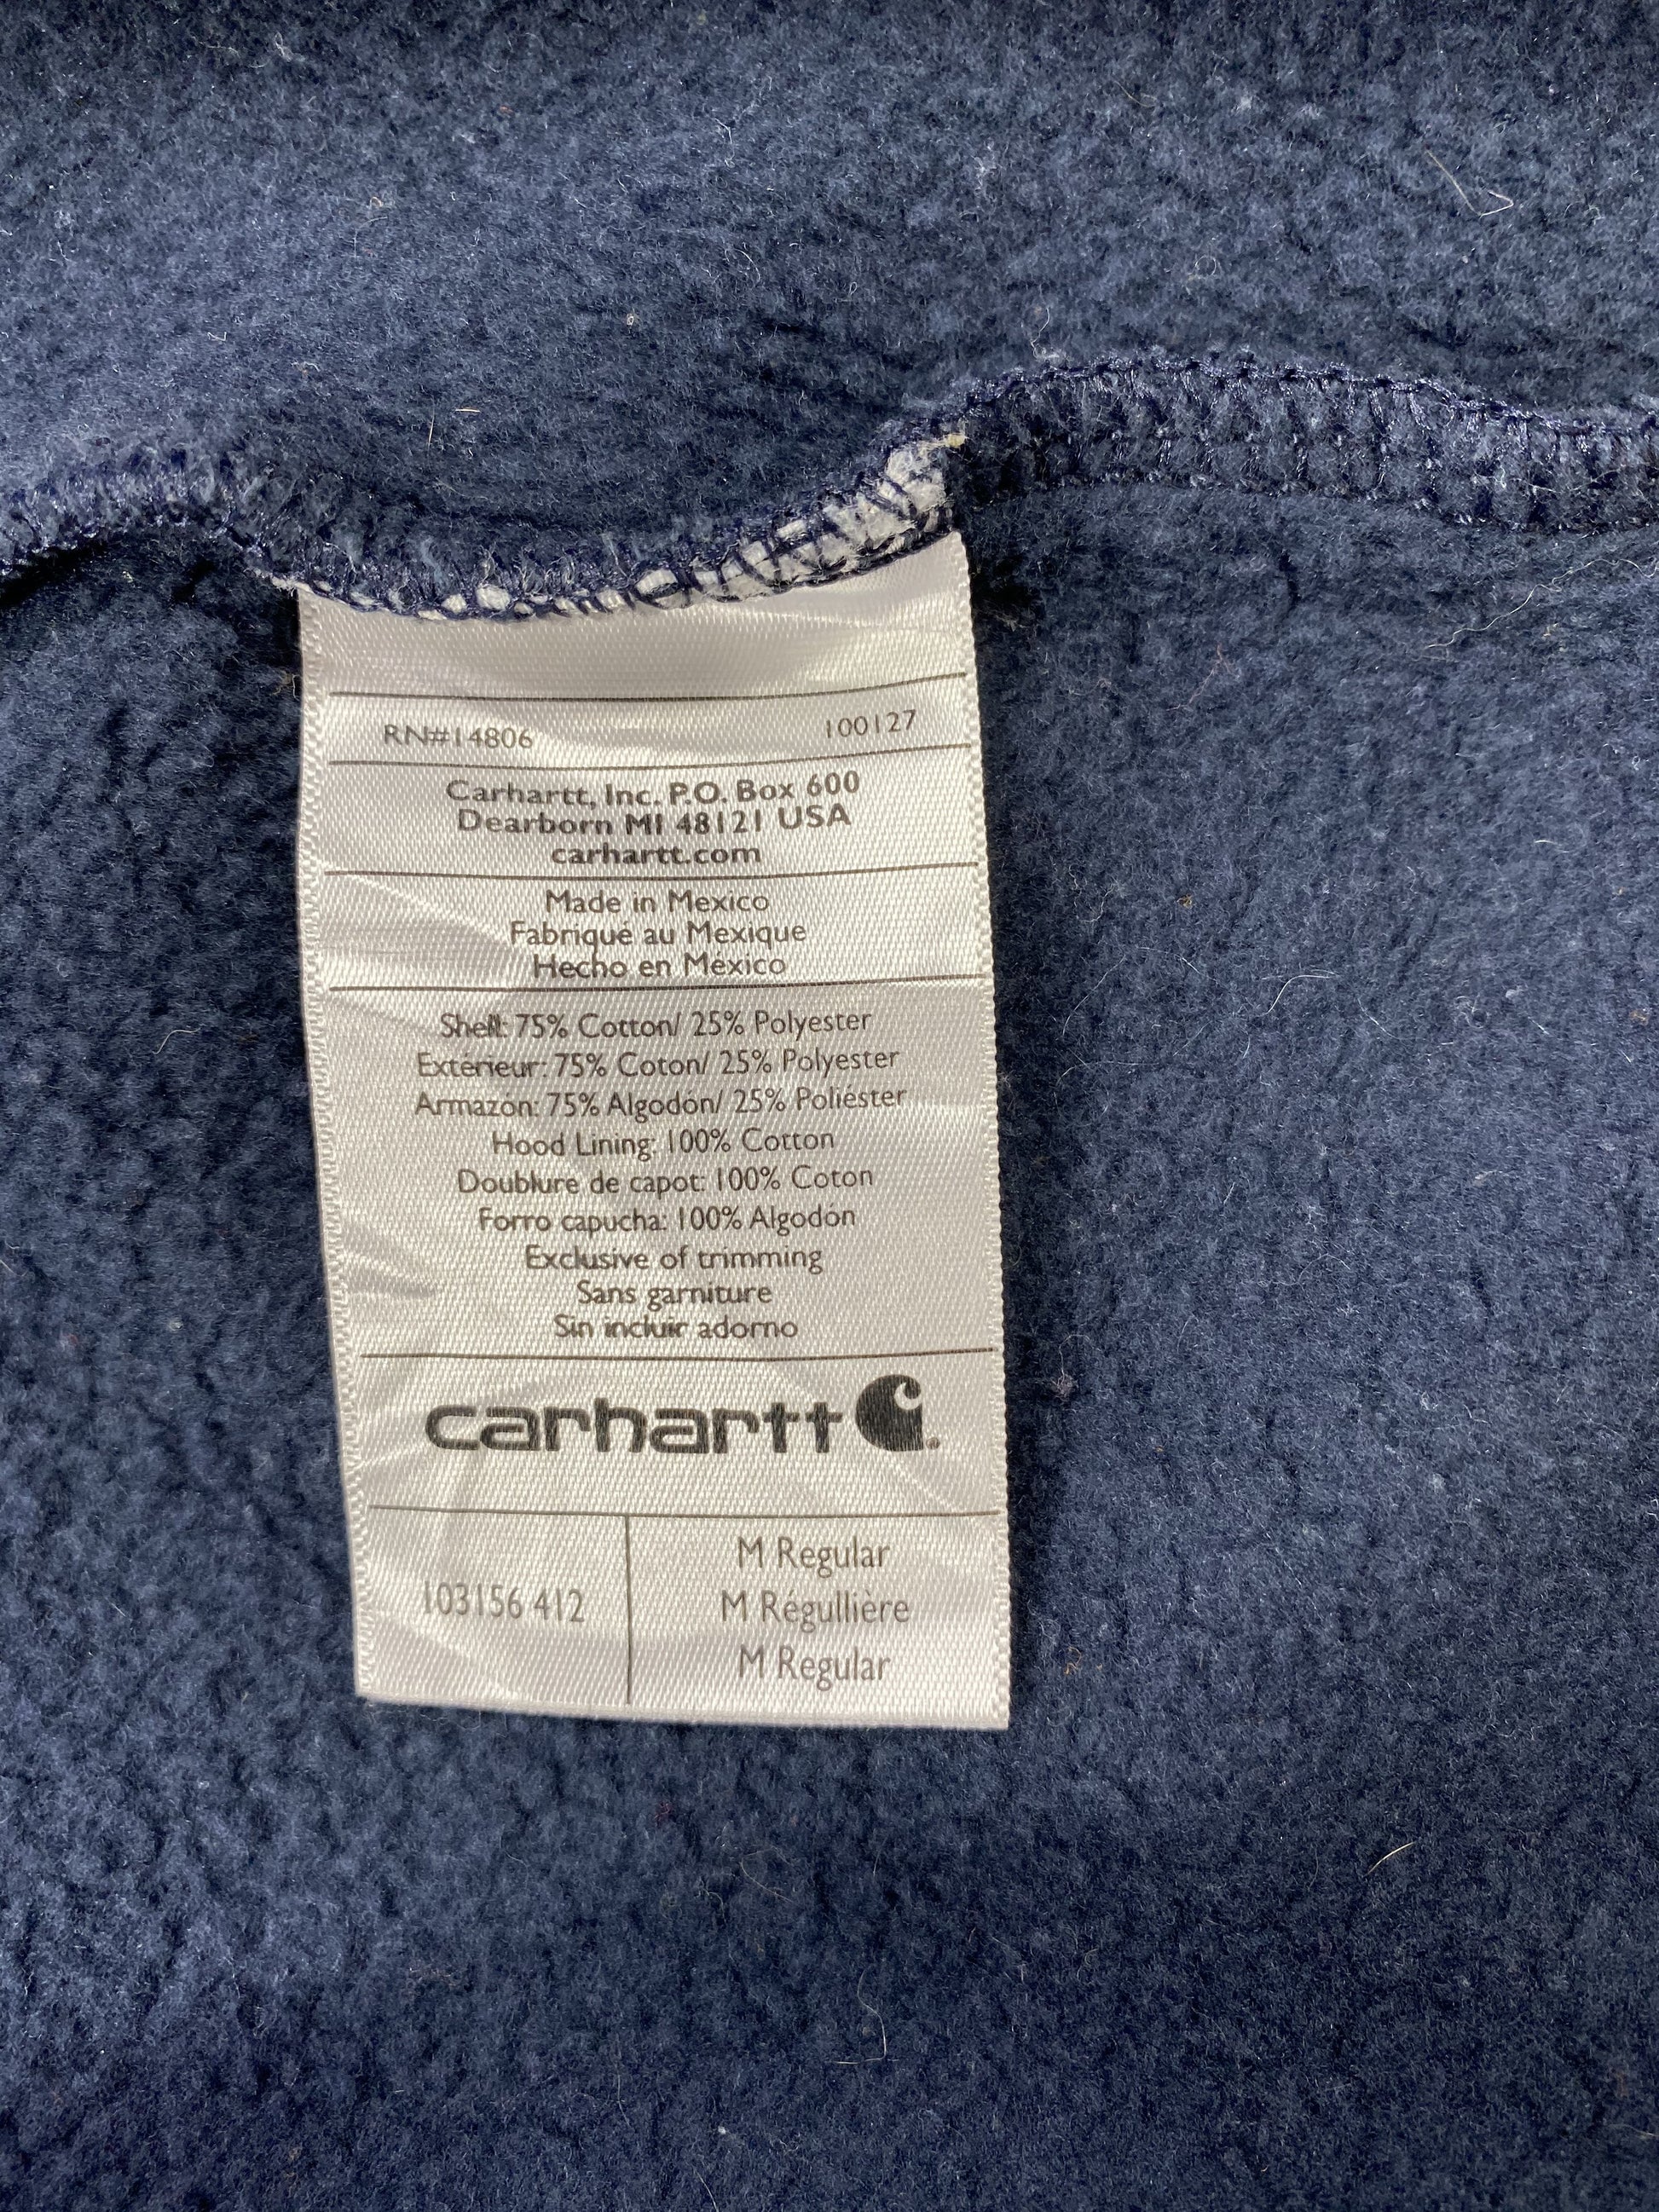 RN#14806 100127
Carhartt, Inc. P.O. Box 600
Dearborn MI 48121 USA
carhartt.com
Made in Mexico
Fabriqué au Mexique
Hecho en México
Shell: 75% Cotton/ 25% Polyester
Extérieur: 75% Coton/ 25% Polyester
Armazón: 75% Algodón/ 25% Poliéster
Hood Lining: 100% Cotton
Doublure de capot: 100% Coton
Forro capucha: 100% Algodón
Exclusive of trimming
Sans garniture
Sin incluir adorno
carhartt
M Regular
103156 412 M Régullière
M Regular